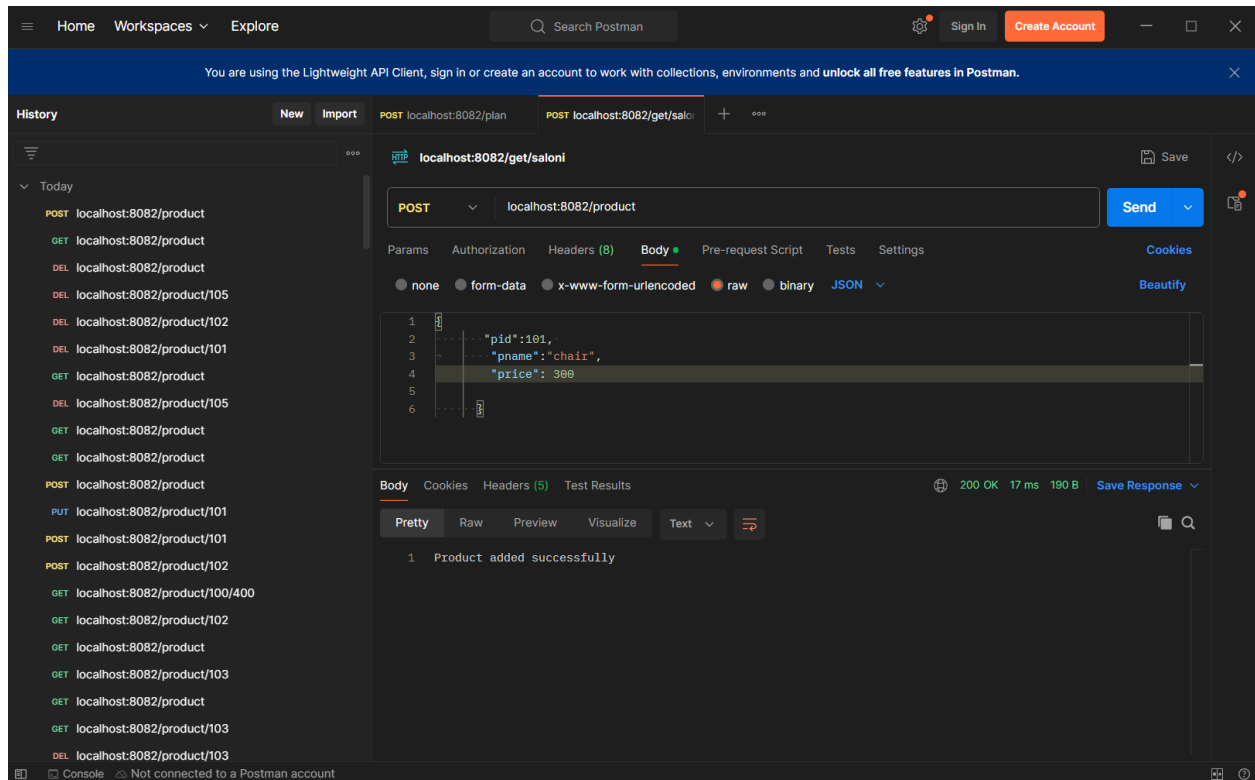 Home Workspaces Explore Search Postman Sign In Create Account
You are using the Lightweight API Client, sign in or create an account to work with collections, environments and unlock all free features in Postman.
History New Import
POST localhost:8082/plan POST localhost:8082/get/salo
HTTP localhost:8082/get/saloni Save
Today
POST localhost:8082/product
GET localhost:8082/product
DEL localhost:8082/product
DEL localhost:8082/product/105
DEL localhost:8082/product/102
DEL localhost:8082/product/101
GET localhost:8082/product
DEL localhost:8082/product/105
GET localhost:8082/product
GET localhost:8082/product
POST localhost:8082/product
PUT localhost:8082/product/101
POST localhost:8082/product/101
POST localhost:8082/product/102
GET localhost:8082/product/100/400
GET localhost:8082/product/102
GET localhost:8082/product
GET localhost:8082/product/103
GET localhost:8082/product
GET localhost:8082/product/103
DEL localhost:8082/product/103
POST localhost:8082/product Send
Params Authorization Headers (8) Body Pre-request Script Tests Settings Cookies
none form-data x-www-form-urlencoded raw binary JSON Beautify
1 {
2 "pid":101,
3 "pname":"chair",
4 "price": 300
5
6 }
Body Cookies Headers (5) Test Results 200 OK 17 ms 190 B Save Response
Pretty Raw Preview Visualize Text
1 Product added successfully
Console Not connected to a Postman account